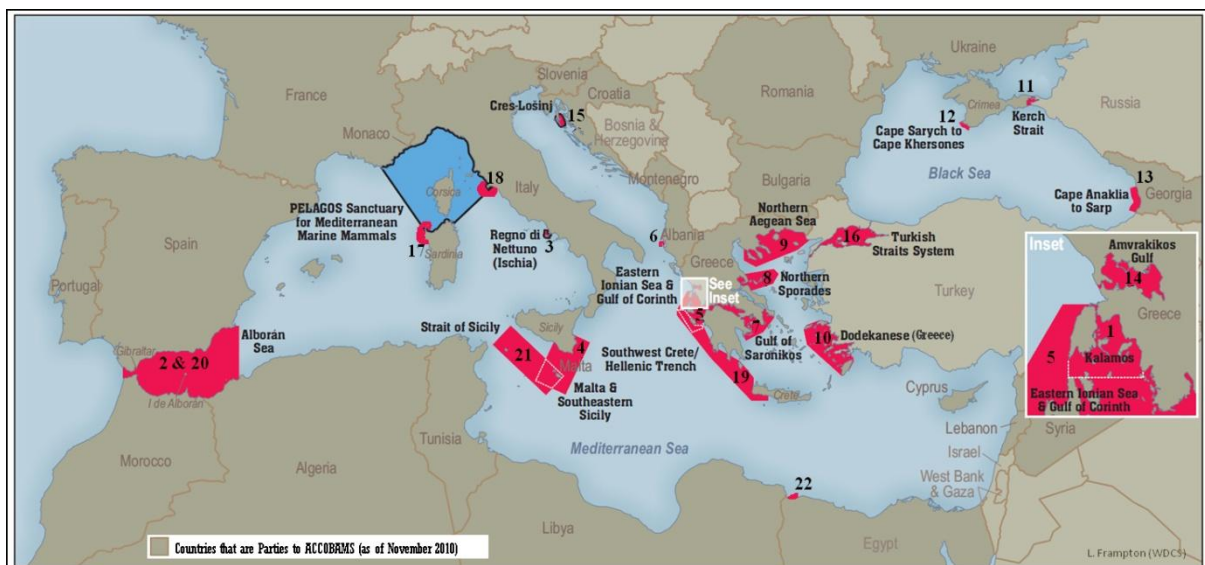 Ukraine
France
Slovenia
Croatia
Romania
Russia
Monaco
Cres-Lošinj
15
Bosnia &
Herzegovina
Crimea
11
Kerch
Strait
12
Cape Sarych to
Cape Khersones
Black Sea
Corsica
18
Italy
Montenegro
Bulgaria
13
Georgia
Cape Anaklia
to Sarp
PELAGOS Sanctuary
for Mediterranean
Marine Mammals
17
Sardinia
Regno di
Nettuno
(Ischia)
3
6
Albania
Northern
Aegean Sea
9
16
Turkish
Straits System
Spain
Portugal
Greece
8
Northern
Sporades
Turkey
Eastern
Ionian Sea &
Gulf of Corinth
See
Inset
5
7
Gulf of
Saronikos
10
Dodekanese (Greece)
Inset
Amvrakikos
Gulf
14
Greece
1
Kalamos
5
Eastern Ionian Sea
& Gulf of Corinth
Gibraltar
2 & 20
Alborán
Sea
I de Alborán
Strait of Sicily
Sicily
21
4
Malta
Southwest Crete/
Hellenic Trench
19
Crete
Malta &
Southeastern
Sicily
Cyprus
Lebanon
Syria
Israel
West Bank
& Gaza
Mediterranean Sea
Morocco
Algeria
Tunisia
Libya
22
Egypt
Countries that are Parties to ACCOBAMS (as of November 2010)
L. Frampton (WDCS)